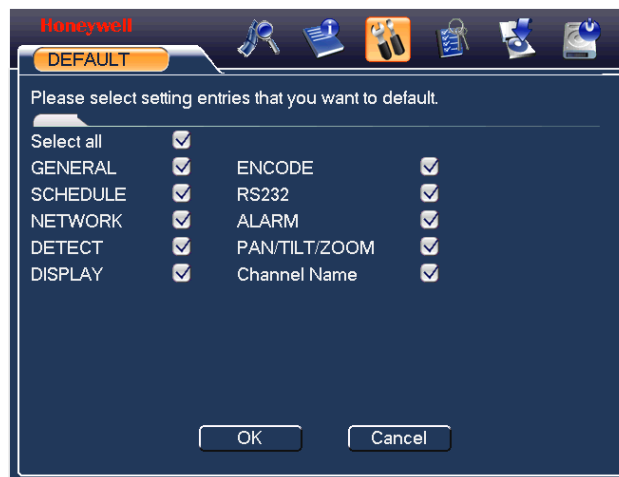 Honeywell
DEFAULT
Please select setting entries that you want to default.
Select all
GENERAL ENCODE
SCHEDULE RS232
NETWORK ALARM
DETECT PAN/TILT/ZOOM
DISPLAY Channel Name
OK Cancel